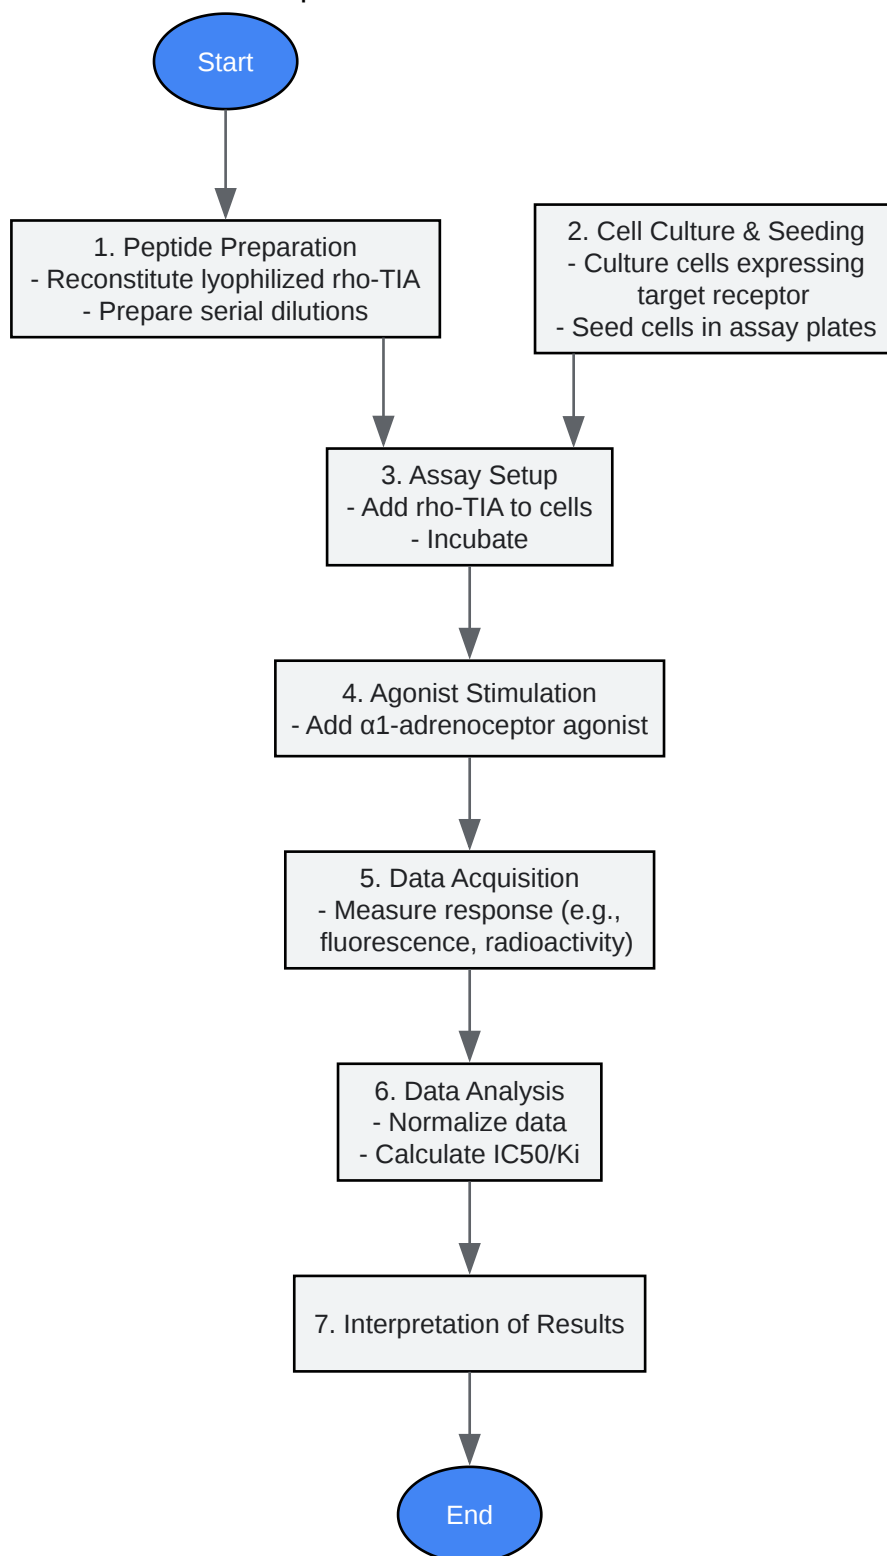 Start
1. Peptide Preparation
- Reconstitute lyophilized rho-TIA
- Prepare serial dilutions
2. Cell Culture & Seeding
- Culture cells expressing
target receptor
- Seed cells in assay plates
3. Assay Setup
- Add rho-TIA to cells
- Incubate
4. Agonist Stimulation
- Add α1-adrenoceptor agonist
5. Data Acquisition
- Measure response (e.g.,
fluorescence, radioactivity)
6. Data Analysis
- Normalize data
- Calculate IC50/Ki
7. Interpretation of Results
End